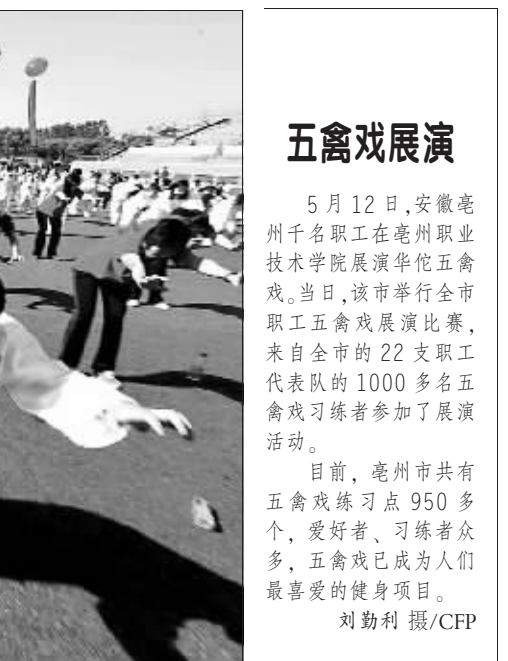 五禽戏展演
5月12日,安徽亳
州千名职工在亳州职业
技术学院展演华佗五禽
戏。当日,该市举行全市
职工五禽戏展演比赛,
来自全市的22支职工
代表队的1000多名五
禽戏习练者参加了展演
活动。
目前，亳州市共有
五禽戏练习点950多
个，爱好者、习练者众
多，五禽戏已成为人们
最喜爱的健身项目。
刘勤利 摄/CFP